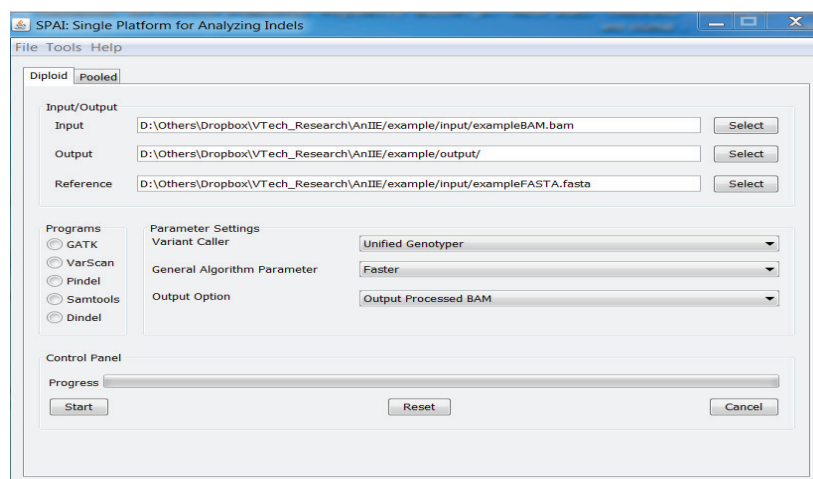 SPAI: Single Platform for Analyzing Indels
File Tools Help
Diploid Pooled
Input/Output
Input D:\Others\Dropbox\VTech_Research\AnIIE/example/input/exampleBAM.bam Select
Output D:\Others\Dropbox\VTech_Research\AnIIE/example/output/ Select
Reference D:\Others\Dropbox\VTech_Research\AnIIE/example/input/exampleFASTA.fasta Select
Programs
GATK
VarScan
Pindel
Samtools
Dindel
Parameter Settings
Variant Caller Unified Genotyper
General Algorithm Parameter Faster
Output Option Output Processed BAM
Control Panel
Progress
Start Reset Cancel